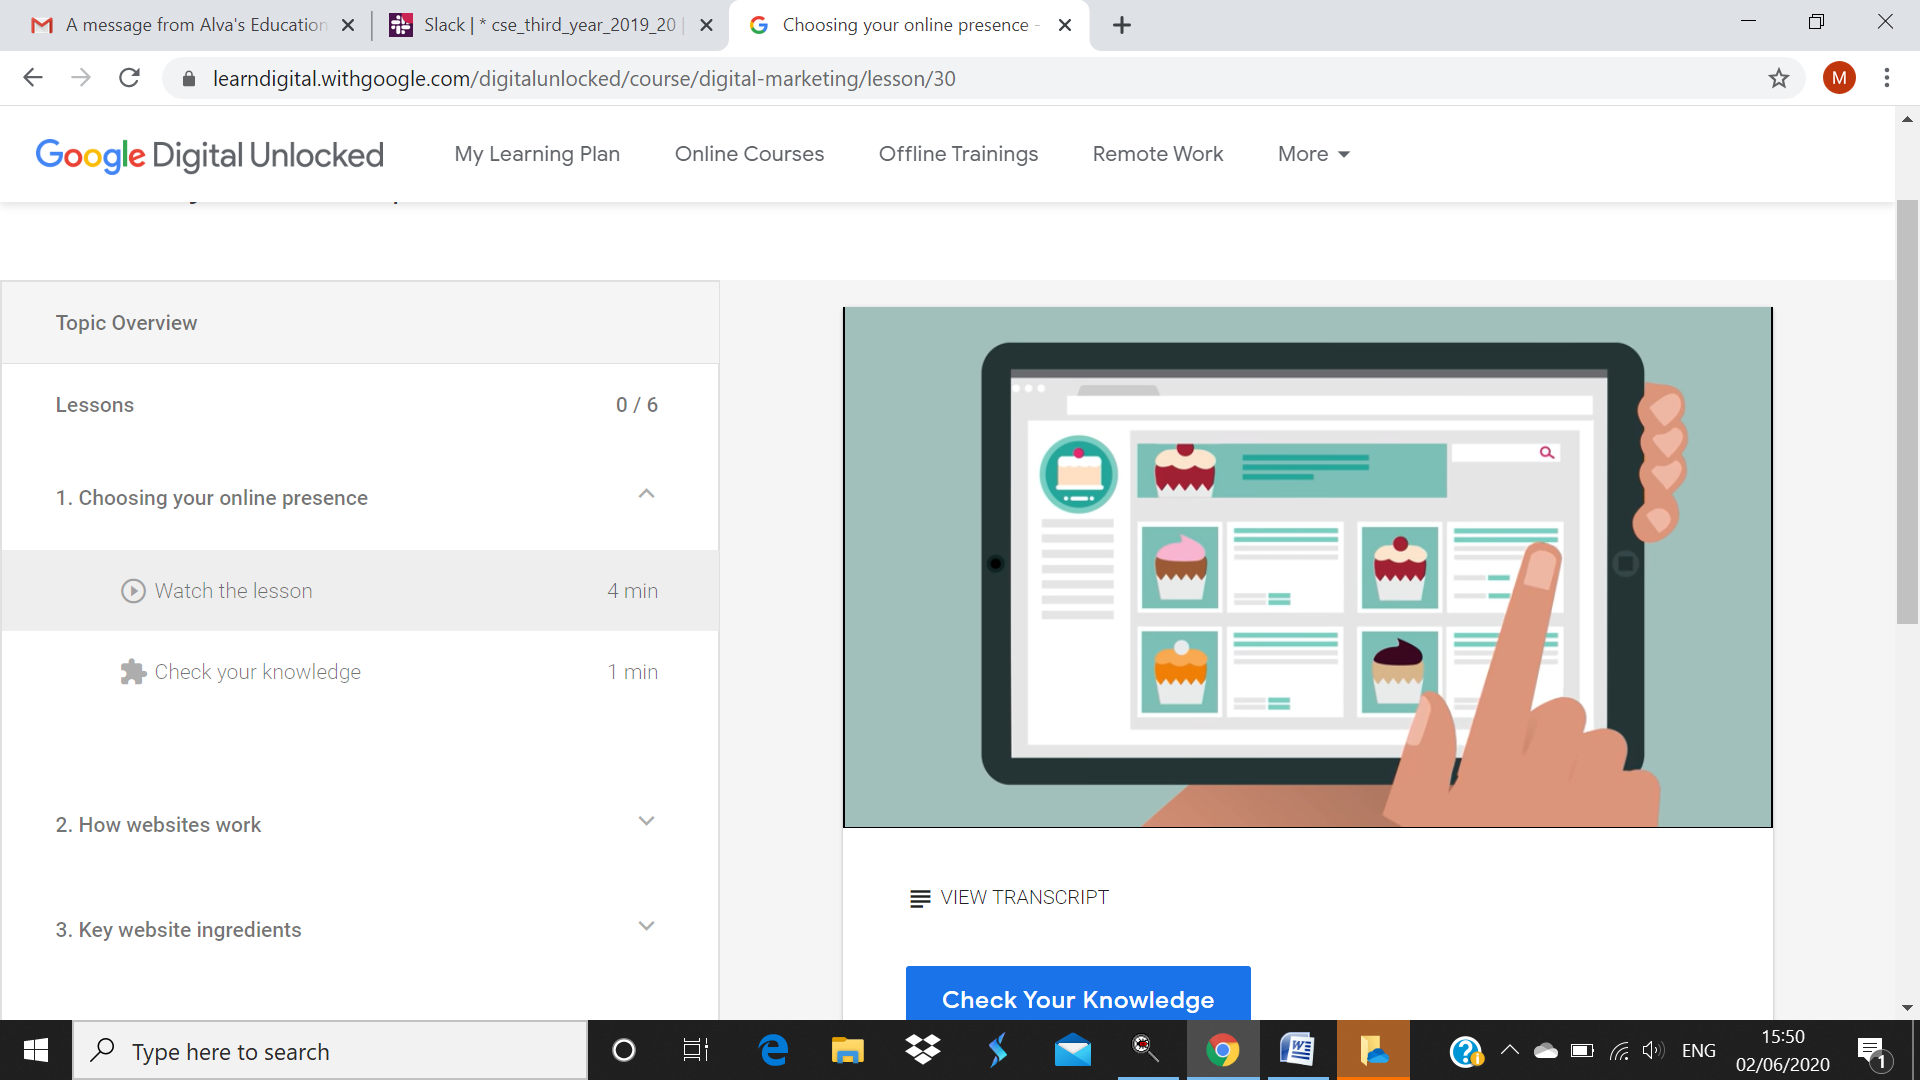 A message from Alva's Education
Slack | * cse_third_year_2019_20 |
Choosing your online presence -
learndigital.withgoogle.com/digitalunlocked/course/digital-marketing/lesson/30
M
Google Digital Unlocked
My Learning Plan
Online Courses
Offline Trainings
Remote Work
More
Topic Overview
Lessons 0 / 6
1. Choosing your online presence
Watch the lesson 4 min
Check your knowledge 1 min
2. How websites work
3. Key website ingredients
VIEW TRANSCRIPT
Check Your Knowledge
Type here to search
ENG
15:50
02/06/2020
1